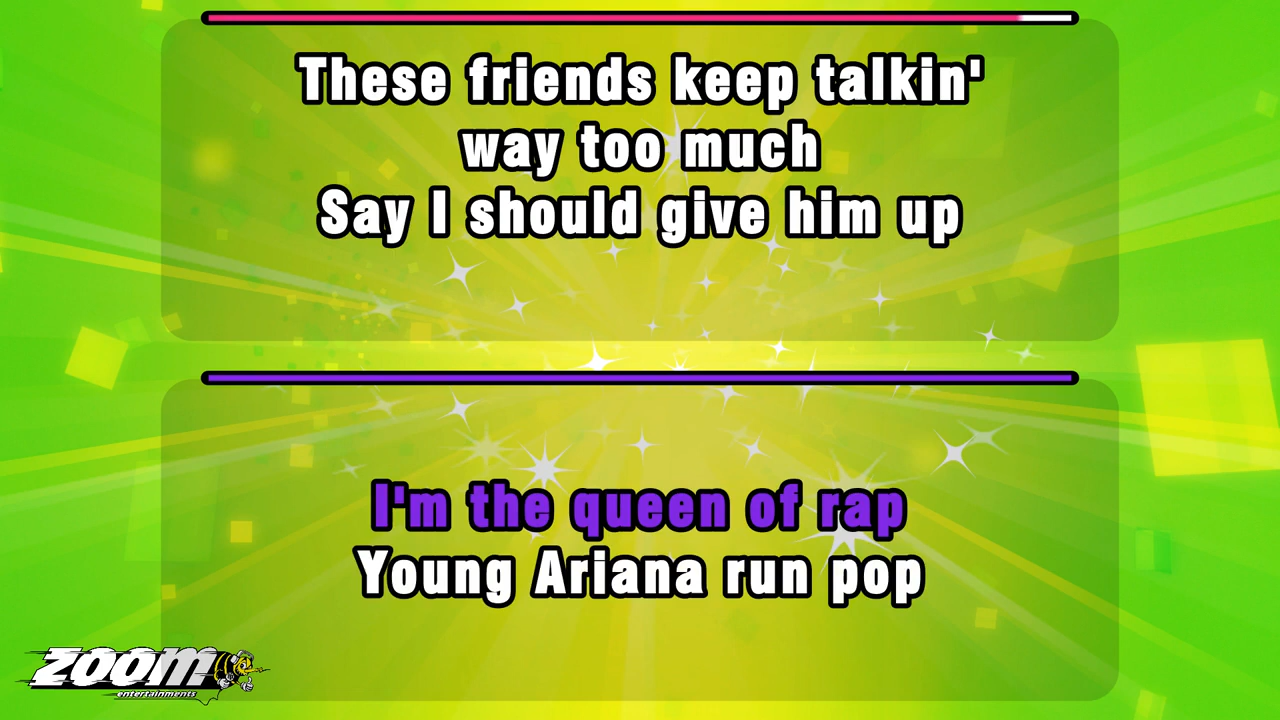 These friends keep talkin'
way too much
Say I should give him up
I'm the queen of rap
Young Ariana run pop
zoom
entertainments